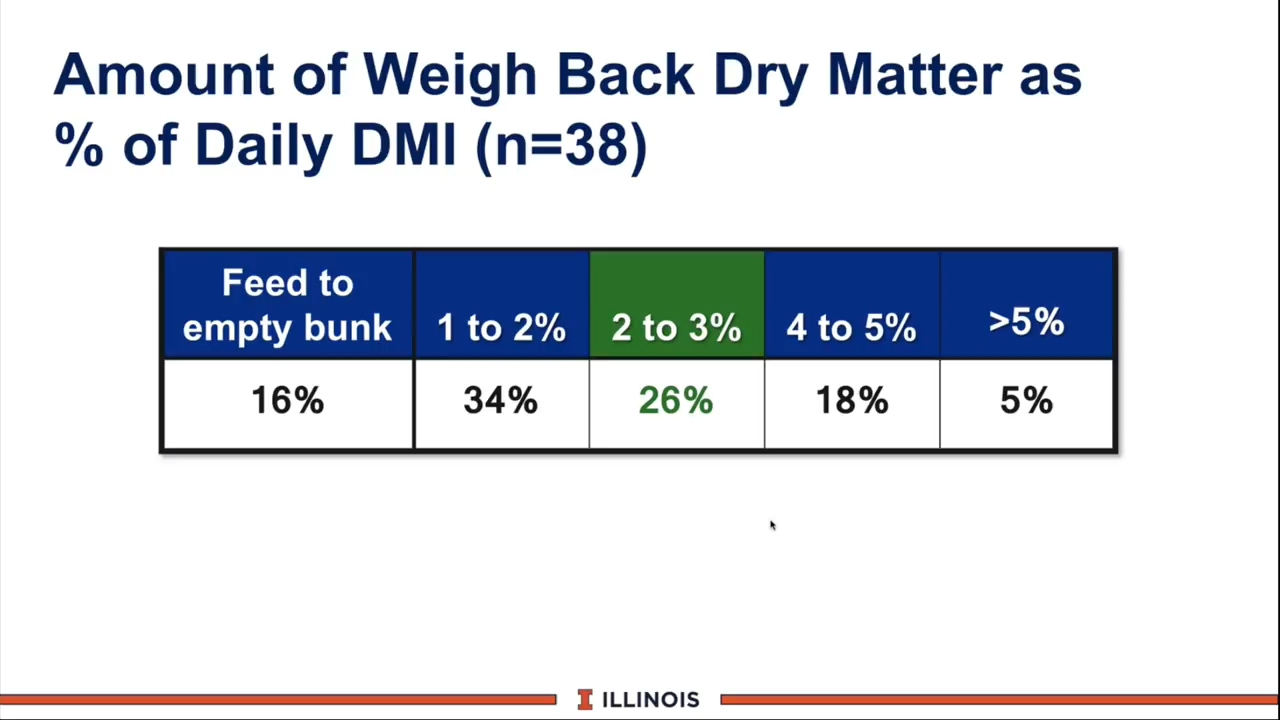 Amount of Weigh Back Dry Matter as
% of Daily DMI (n=38)
Feed to
empty bunk
1 to 2%
2 to 3%
4 to 5%
>5%
16%
34%
26%
18%
5%
I ILLINOIS